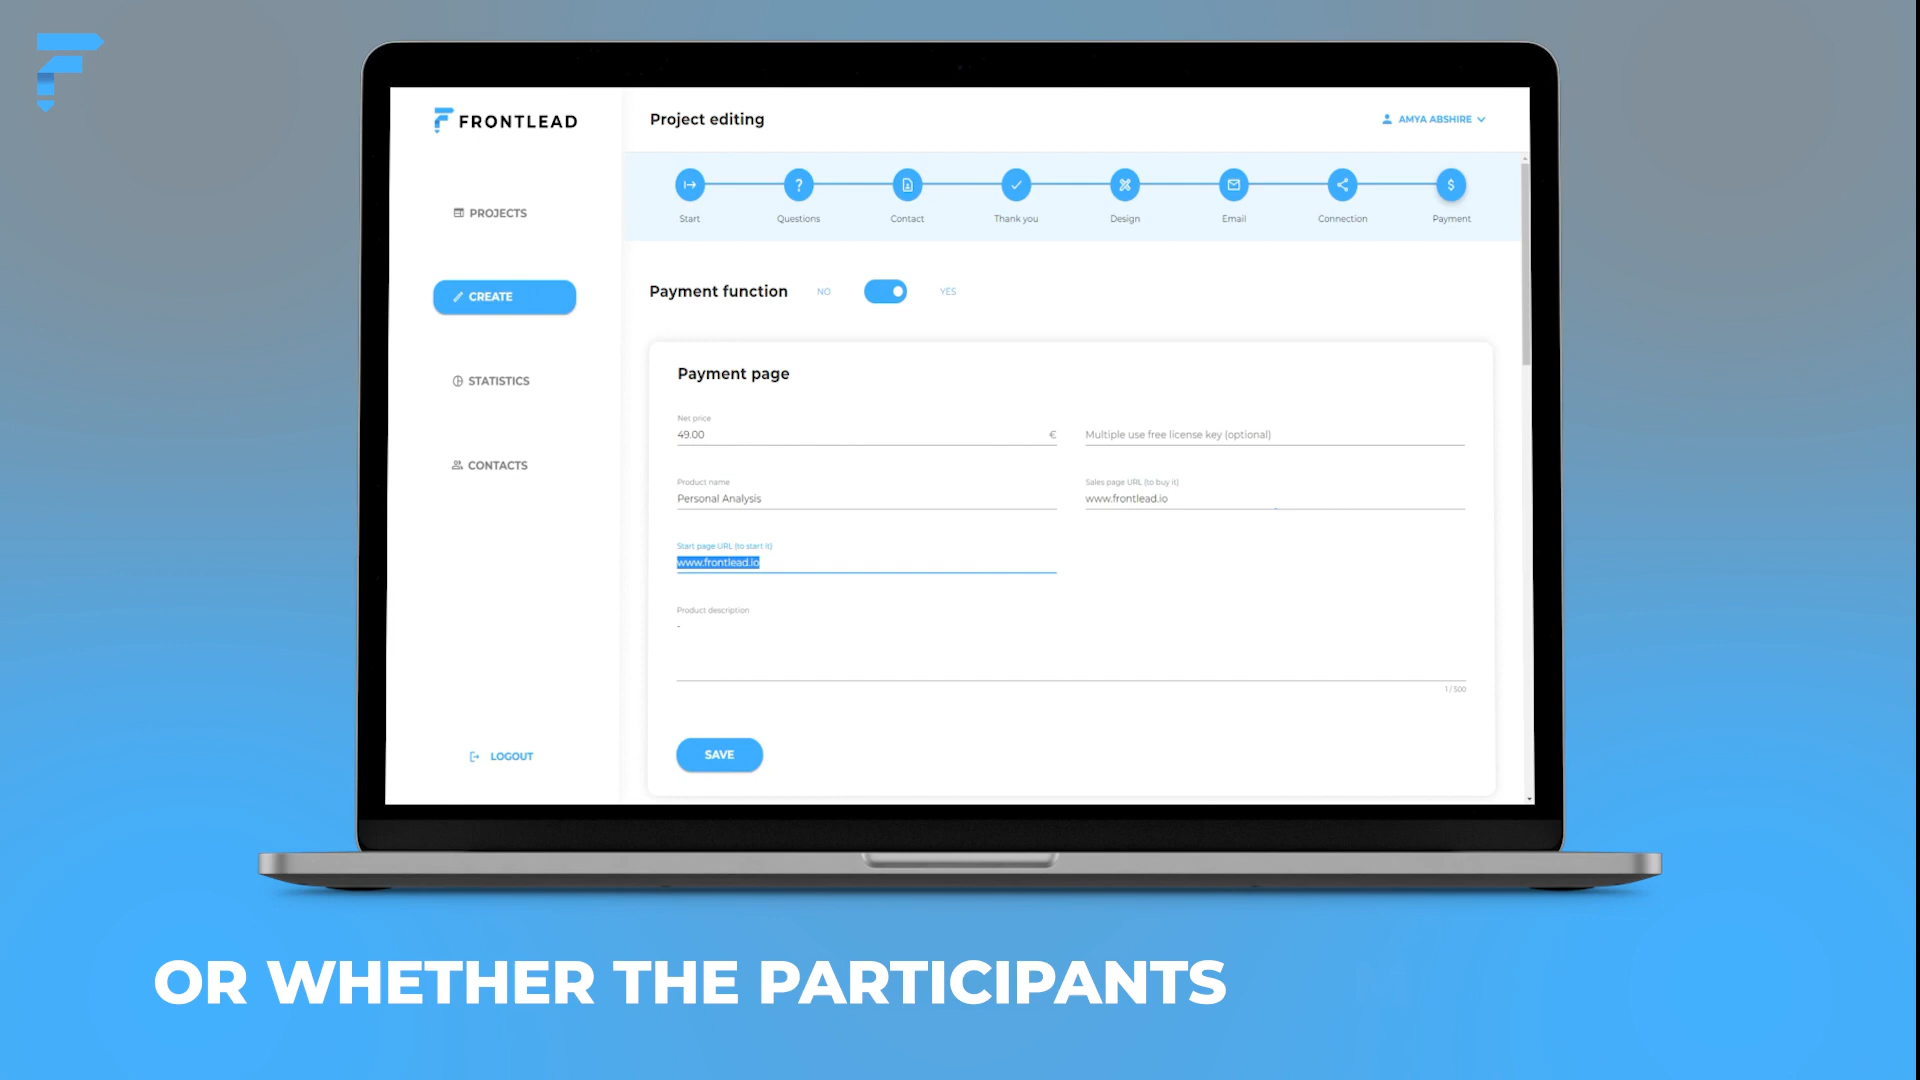 FRONTLEAD
Project editing
AMYA ABSHIRE
Start
Questions
Contact
Thank you
Design
Email
Connection
Payment
PROJECTS
CREATE
STATISTICS
CONTACTS
LOGOUT
Payment function
NO
YES
Payment page
Net price
49.00 €
Multiple use free license key (optional)
Product name
Personal Analysis
Sales page URL (to buy it)
www.frontlead.io
Start page URL (to start it)
www.frontlead.io
Product description
-
1 / 500
SAVE
OR WHETHER THE PARTICIPANTS